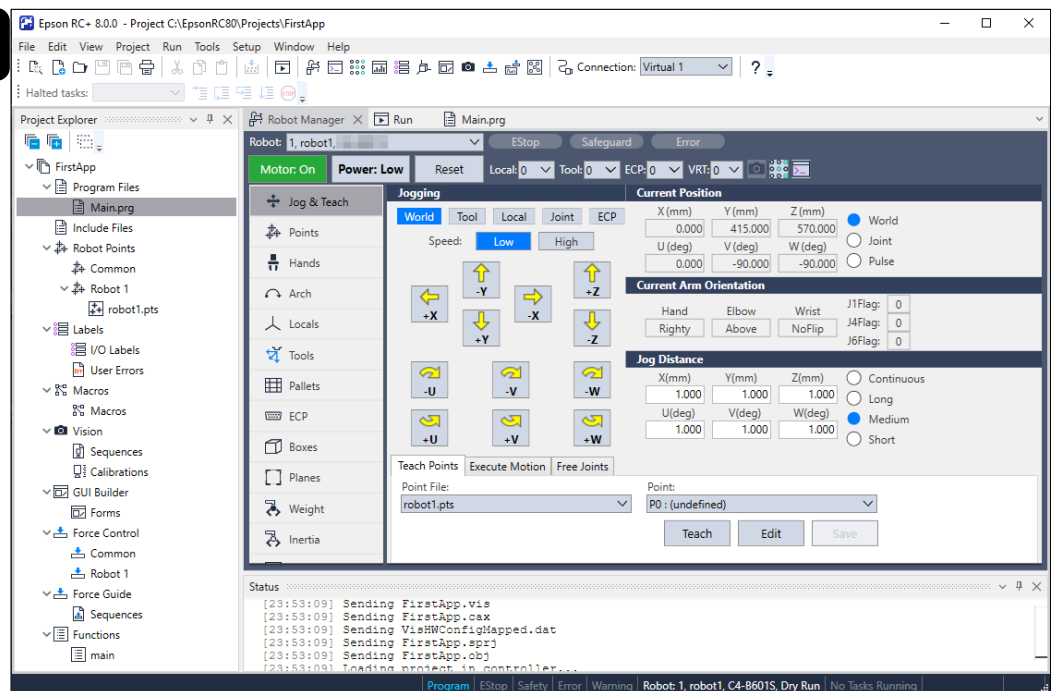 Epson RC+ 8.0.0 - Project C:\EpsonRC80\Projects\FirstApp
File Edit View Project Run Tools Setup Window Help
Connection: Virtual 1 ?
Halted tasks: STOP
Project Explorer
FirstApp
Program Files
Main.prg
Include Files
Robot Points
Common
Robot 1
robot1.pts
Labels
I/O Labels
User Errors
Macros
Macros
Vision
Sequences
Calibrations
GUI Builder
Forms
Force Control
Common
Robot 1
Force Guide
Sequences
Functions
main
Robot Manager Run Main.prg
Robot: 1, robot1, EStop Safeguard Error
Motor: On Power: Low Reset Local: 0 Tool: 0 ECP: 0 VRT: 0
Jog & Teach
Points
Hands
Arch
Locals
Tools
Pallets
ECP
Boxes
Planes
Weight
Inertia
Jogging
World Tool Local Joint ECP
Speed: Low High
-Y +Z
+X -X
+Y -Z
-U -V -W
+U +V +W
Current Position
X (mm) Y (mm) Z (mm)
0.000 415.000 570.000
U (deg) V (deg) W (deg)
0.000 -90.000 -90.000
World
Joint
Pulse
Current Arm Orientation
Hand Elbow Wrist
Righty Above NoFlip
J1Flag: 0
J4Flag: 0
J6Flag: 0
Jog Distance
X(mm) Y(mm) Z(mm)
1.000 1.000 1.000
U(deg) V(deg) W(deg)
1.000 1.000 1.000
Continuous
Long
Medium
Short
Teach Points Execute Motion Free Joints
Point File: Point:
robot1.pts P0 : (undefined)
Teach Edit Save
Status
[23:53:09] Sending FirstApp.vis
[23:53:09] Sending FirstApp.cax
[23:53:09] Sending VisHWConfigMapped.dat
[23:53:09] Sending FirstApp.sprj
[23:53:09] Sending FirstApp.obj
[23:53:09] Loading project in controller...
Program EStop Safety Error Warning Robot: 1, robot1, C4-B601S, Dry Run No Tasks Running